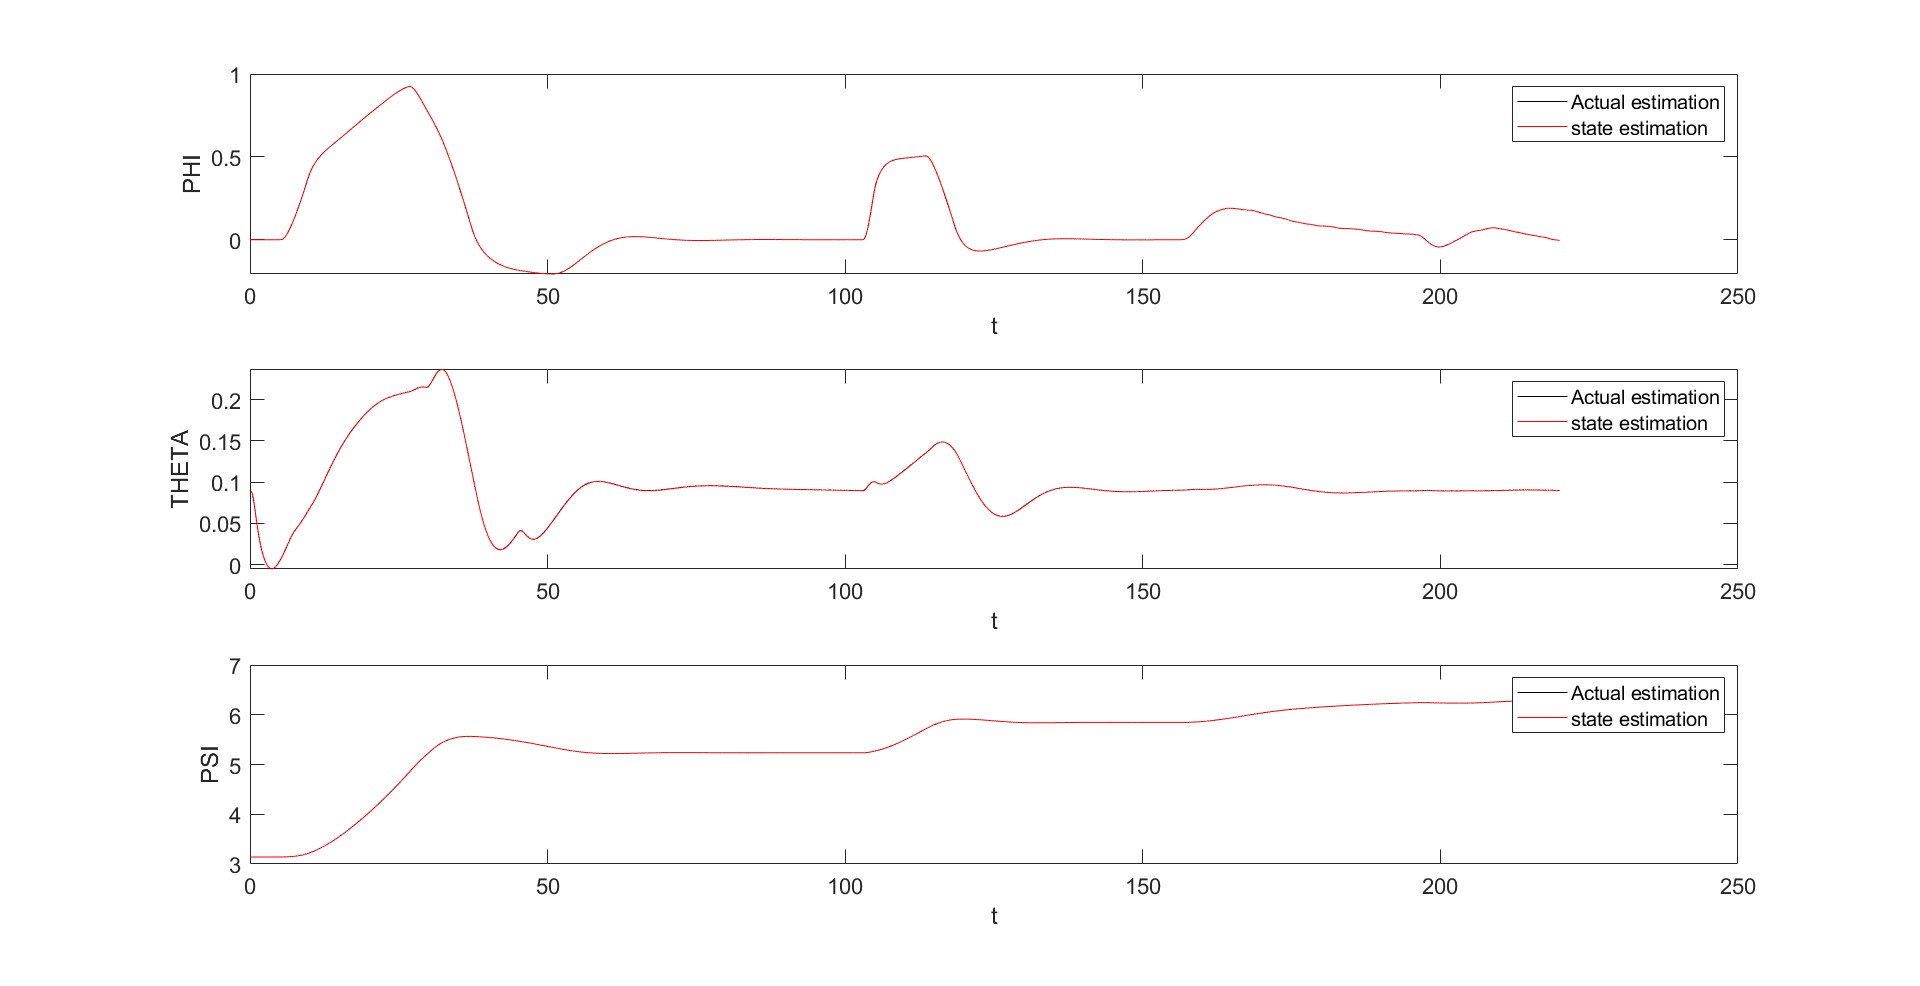 1
0.5
0
PHI
0 50 100 150 200 250
t
Actual estimation
state estimation
0.2
0.15
0.1
0.05
0
THETA
0 50 100 150 200 250
t
Actual estimation
state estimation
7
6
5
4
3
PSI
0 50 100 150 200 250
t
Actual estimation
state estimation